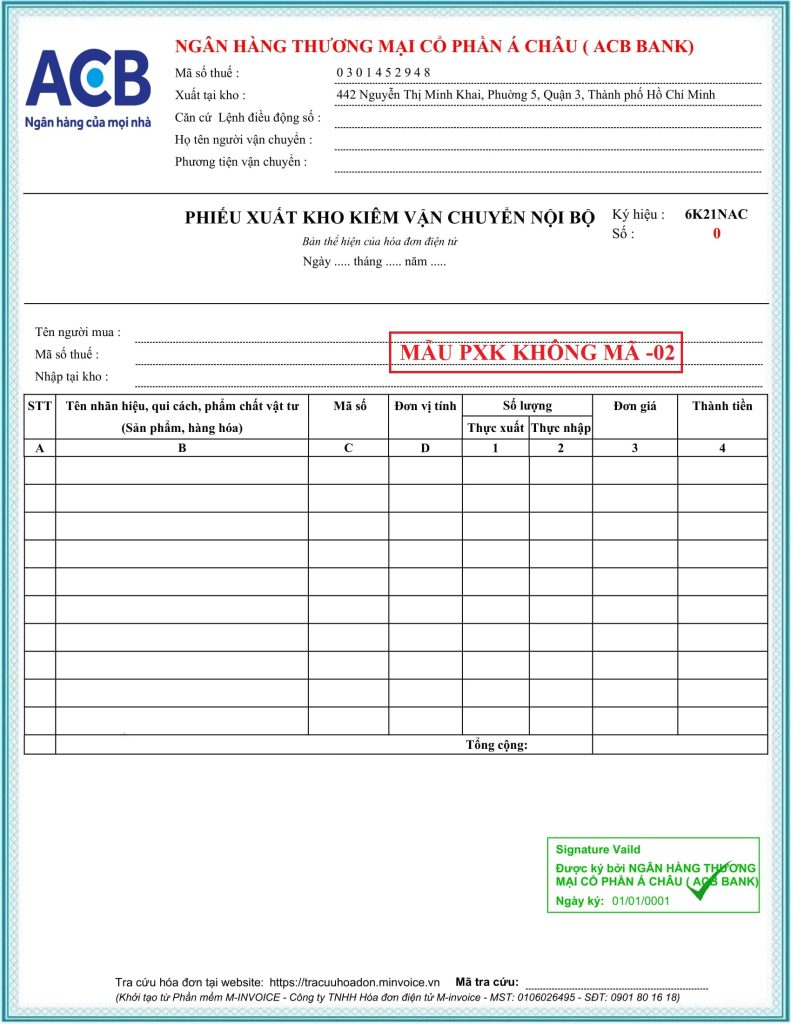 ACB
Ngân hàng của mọi nhà
NGÂN HÀNG THƯƠNG MẠI CỔ PHẦN Á CHÂU ( ACB BANK)
Mã số thuế : 0 3 0 1 4 5 2 9 4 8
Xuất tại kho : 442 Nguyễn Thị Minh Khai, Phường 5, Quận 3, Thành phố Hồ Chí Minh
Căn cứ Lệnh điều động số :
Họ tên người vận chuyển :
Phương tiện vận chuyển :
PHIẾU XUẤT KHO KIÊM VẬN CHUYỂN NỘI BỘ
Ký hiệu : 6K21NAC
Bản thể hiện của hóa đơn điện tử
Số : 0
Ngày ..... tháng ..... năm .....
Tên người mua :
Mã số thuế :
MẪU PXK KHÔNG MÃ -02
Nhập tại kho :
STT Tên nhãn hiệu, qui cách, phẩm chất vật tư (Sản phẩm, hàng hóa) Mã số Đơn vị tính Số lượng Đơn giá Thành tiền
Thực xuất Thực nhập
A B C D 1 2 3 4
Tổng cộng:
Signature Vaild
Được ký bởi NGÂN HÀNG THƯƠNG
MẠI CỔ PHẦN Á CHÂU ( ACB BANK)
Ngày ký: 01/01/0001
Tra cứu hóa đơn tại website: https://tracuuhoadon.minvoice.vn Mã tra cứu:
(Khởi tạo từ Phần mềm M-INVOICE - Công ty TNHH Hóa đơn điện tử M-invoice - MST: 0106026495 - SĐT: 0901 80 16 18)